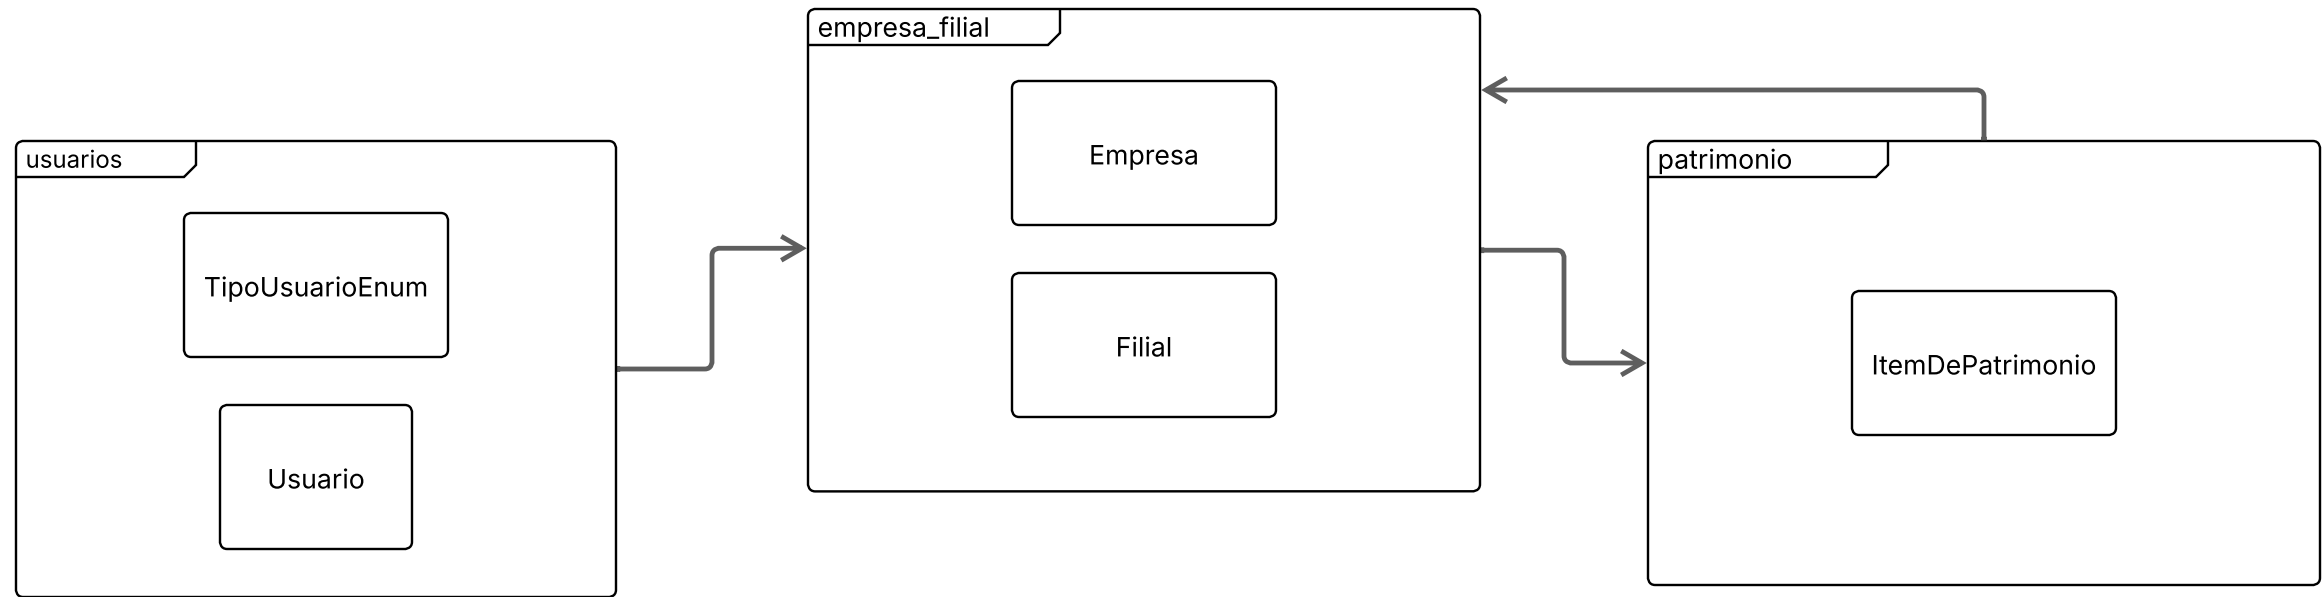 usuarios
TipoUsuarioEnum
Usuario
empresa_filial
Empresa
Filial
patrimonio
ItemDePatrimonio